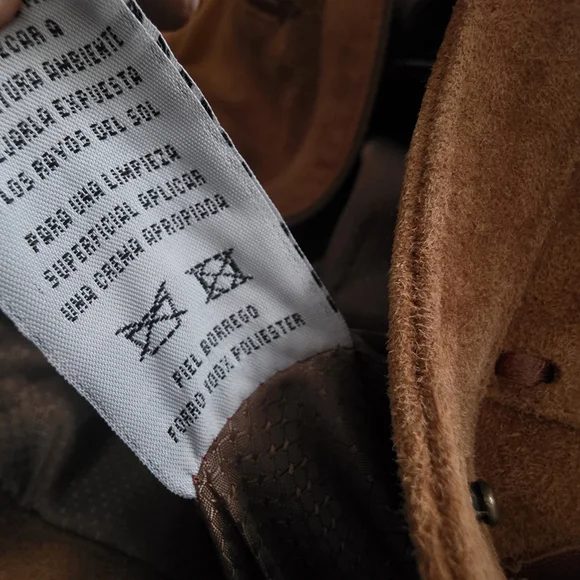 ECAR A
TURA AMBIENTE
EXPUESTA
LOS RAYOS DEL SOL
PARA UNA LIMPIEZA
SUPERFICIAL APLICAR
UNA CREMA APROPIADA
PIEL BORREGO
FORRO 100% POLIESTER